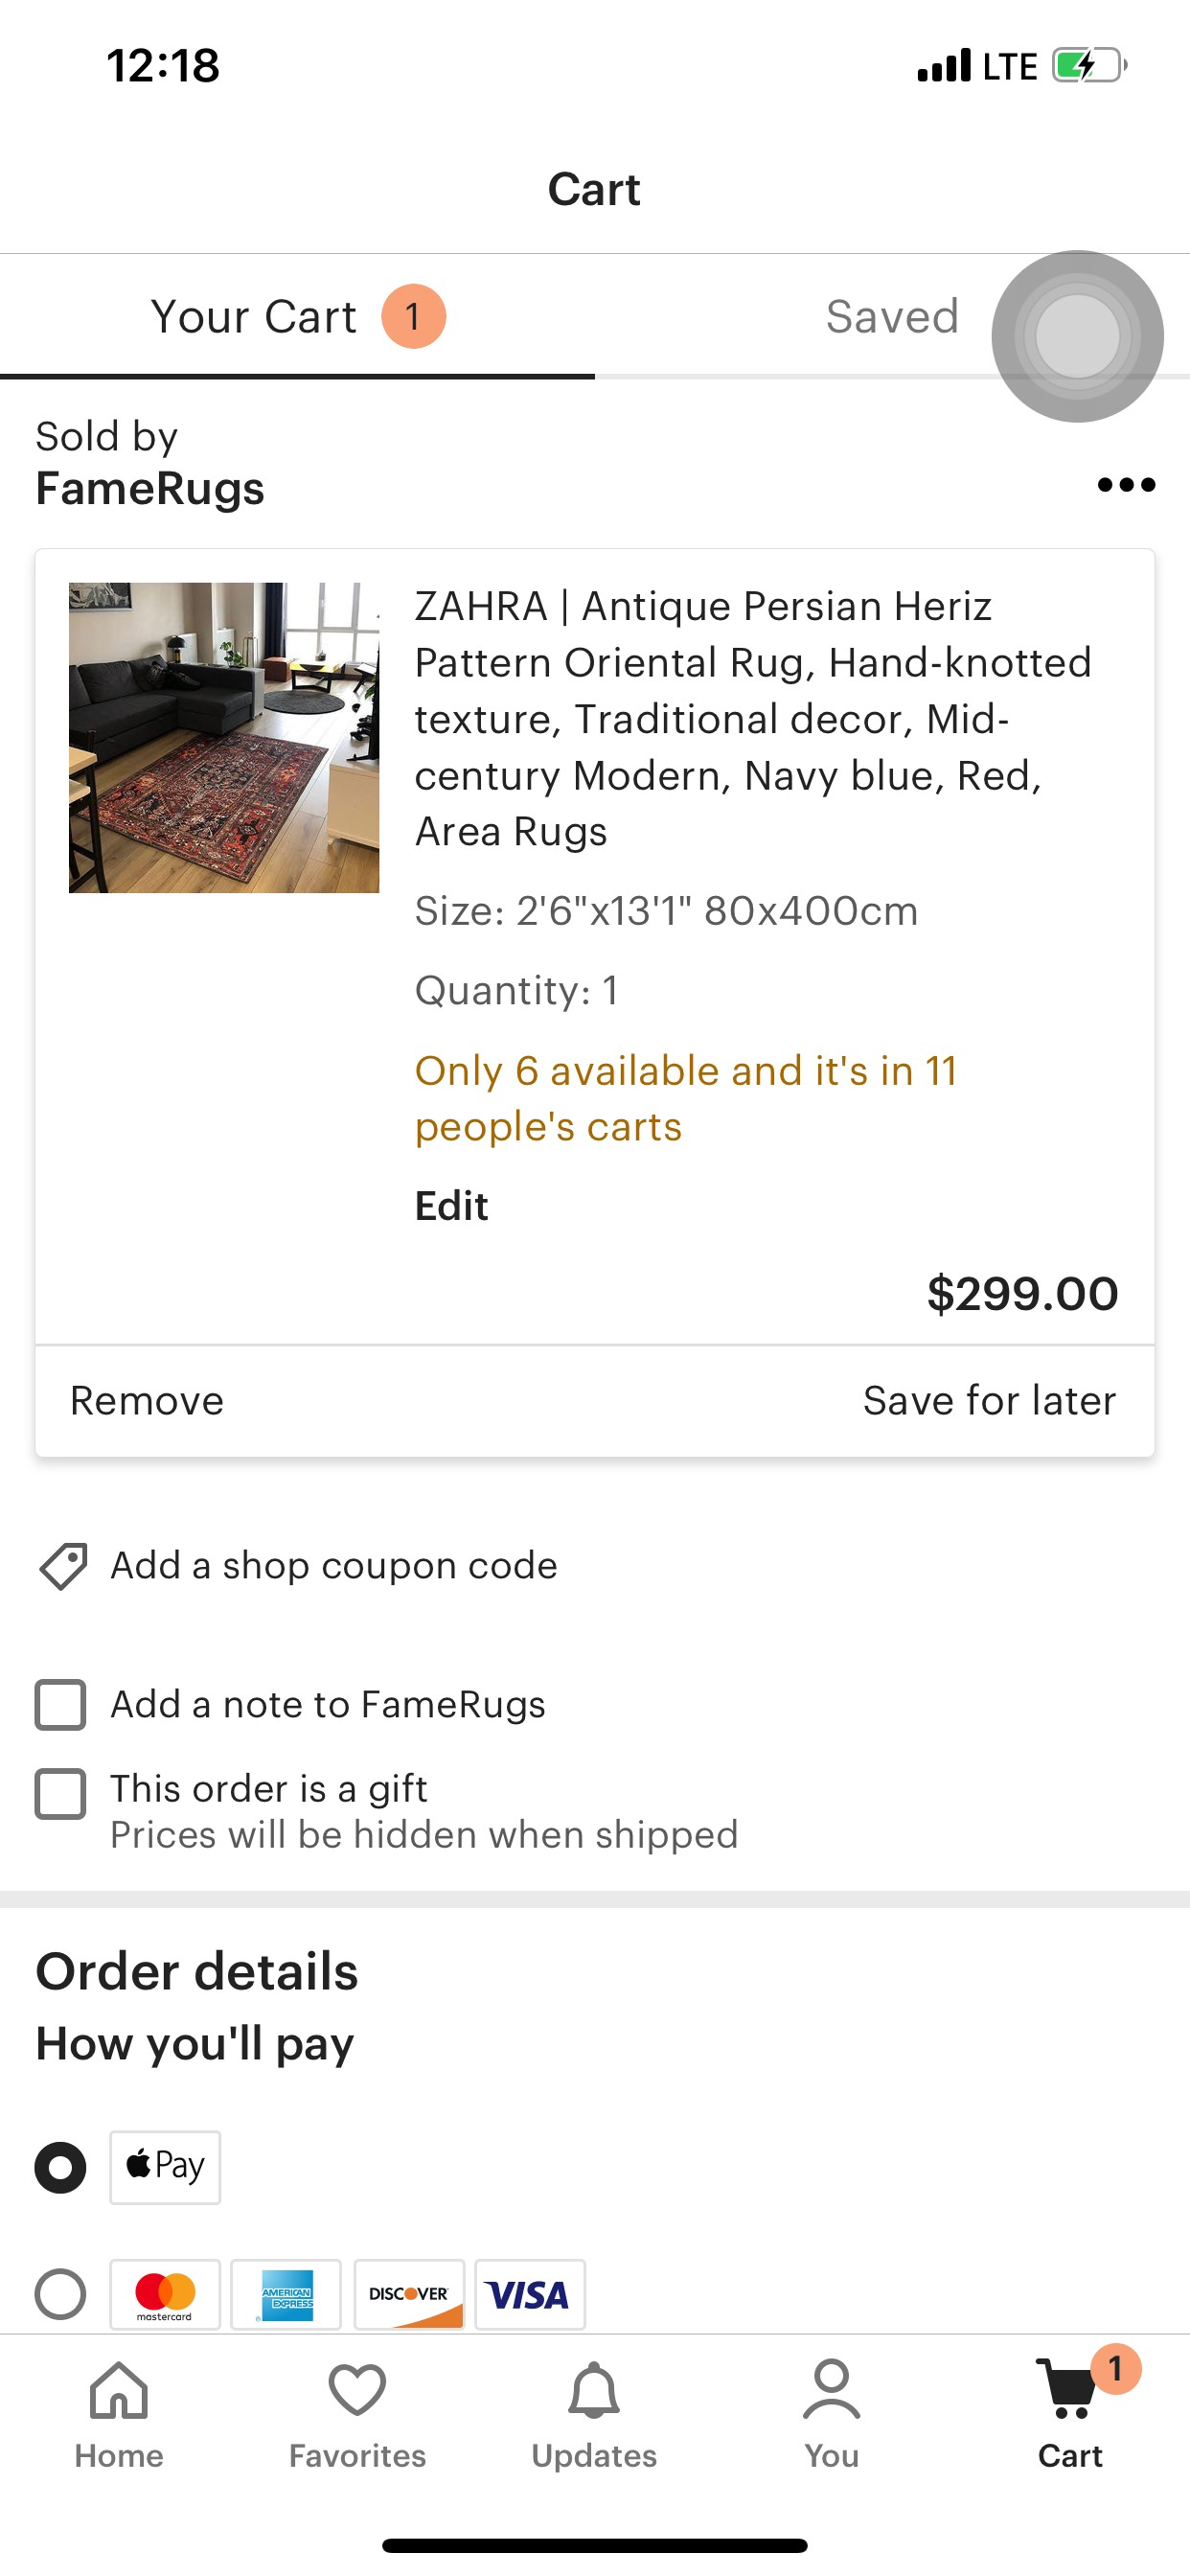 12:18
LTE
Cart
Your Cart 1
Saved
Sold by
FameRugs
ZAHRA | Antique Persian Heriz
Pattern Oriental Rug, Hand-knotted
texture, Traditional decor, Mid-
century Modern, Navy blue, Red,
Area Rugs
Size: 2'6"x13'1" 80x400cm
Quantity: 1
Only 6 available and it's in 11
people's carts
Edit
$299.00
Remove
Save for later
Add a shop coupon code
Add a note to FameRugs
This order is a gift
Prices will be hidden when shipped
Order details
How you'll pay
Pay
mastercard
AMERICAN
EXPRESS
DISCOVER
VISA
1
Home
Favorites
Updates
You
Cart